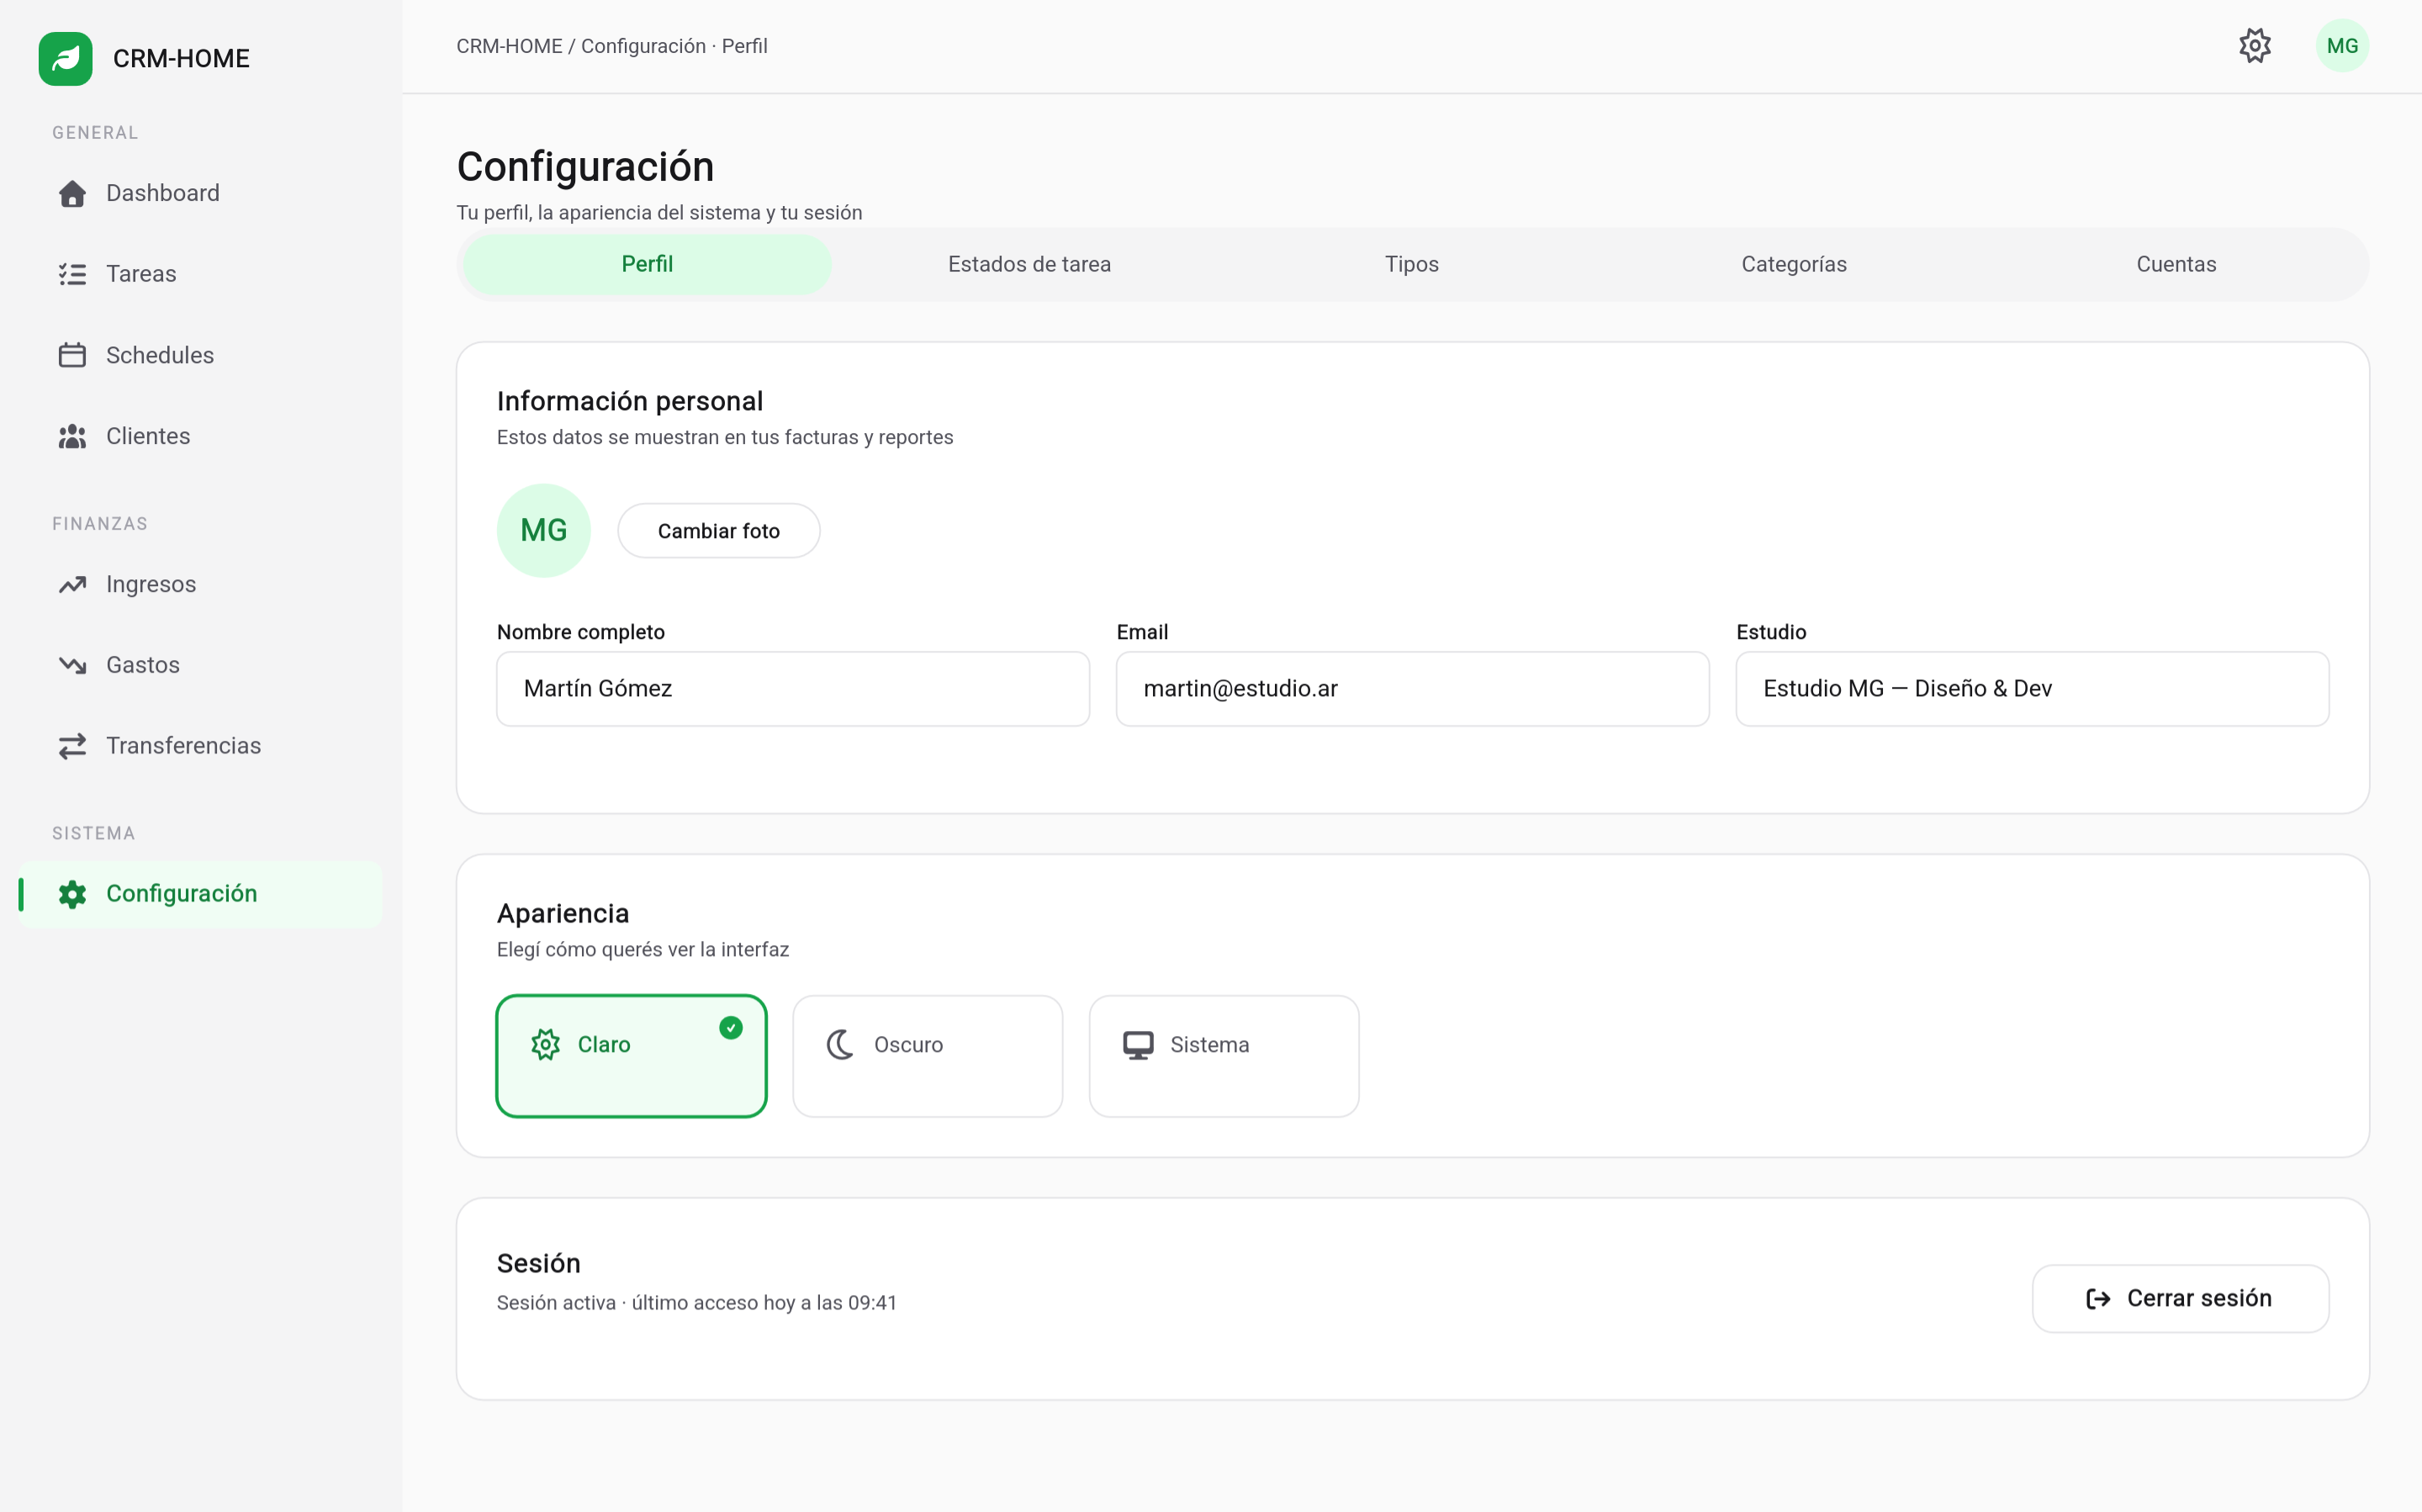 CRM-HOME
GENERAL
Dashboard
Tareas
Schedules
Clientes
FINANZAS
Ingresos
Gastos
Transferencias
SISTEMA
Configuración
CRM-HOME / Configuración · Perfil
MG
Configuración
Tu perfil, la apariencia del sistema y tu sesión
Perfil
Estados de tarea
Tipos
Categorías
Cuentas
Información personal
Estos datos se muestran en tus facturas y reportes
MG
Cambiar foto
Nombre completo
Martín Gómez
Email
martin@estudio.ar
Estudio
Estudio MG — Diseño & Dev
Apariencia
Elegí cómo querés ver la interfaz
Claro
Oscuro
Sistema
Sesión
Sesión activa · último acceso hoy a las 09:41
Cerrar sesión